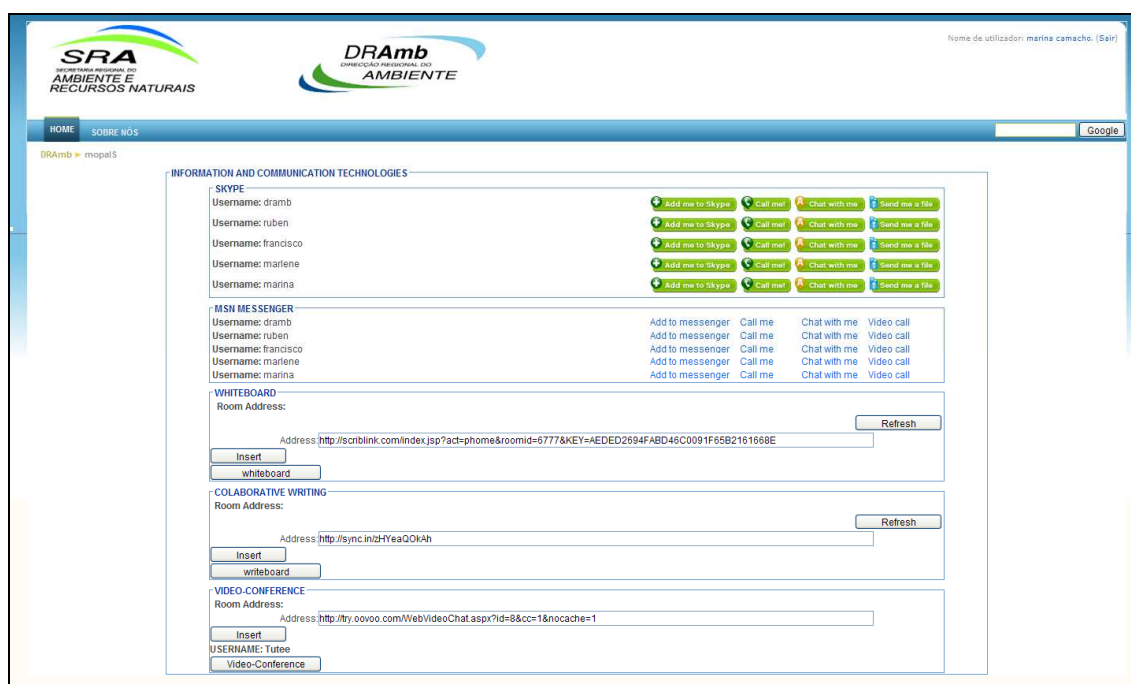 SRA
SECRETARIA REGIONAL DO
AMBIENTE E
RECURSOS NATURAIS
DRAmb
DIRECÇÃO REGIONAL DO
AMBIENTE
Nome de utilizador: marina camacho. (Sair)
HOME SOBRE NÓS Google
DRAmb ► mopaIS
INFORMATION AND COMMUNICATION TECHNOLOGIES
SKYPE
Username: dramb Add me to Skype Call me! Chat with me Send me a file
Username: ruben Add me to Skype Call me! Chat with me Send me a file
Username: francisco Add me to Skype Call me! Chat with me Send me a file
Username: marlene Add me to Skype Call me! Chat with me Send me a file
Username: marina Add me to Skype Call me! Chat with me Send me a file
MSN MESSENGER
Username: dramb Add to messenger Call me Chat with me Video call
Username: ruben Add to messenger Call me Chat with me Video call
Username: francisco Add to messenger Call me Chat with me Video call
Username: marlene Add to messenger Call me Chat with me Video call
Username: marina Add to messenger Call me Chat with me Video call
WHITEBOARD
Room Address:
Refresh
Address: http://scriblink.com/index.jsp?act=phome&roomid=6777&KEY=AEDED2694FABD46C0091F65B2161668E
Insert
whiteboard
COLABORATIVE WRITING
Room Address:
Refresh
Address: http://sync.in/zHYeaQOkAh
Insert
writeboard
VIDEO-CONFERENCE
Room Address:
Address: http://try.oovoo.com/WebVideoChat.aspx?id=8&cc=1&nocache=1
Insert
USERNAME: Tutee
Video-Conference